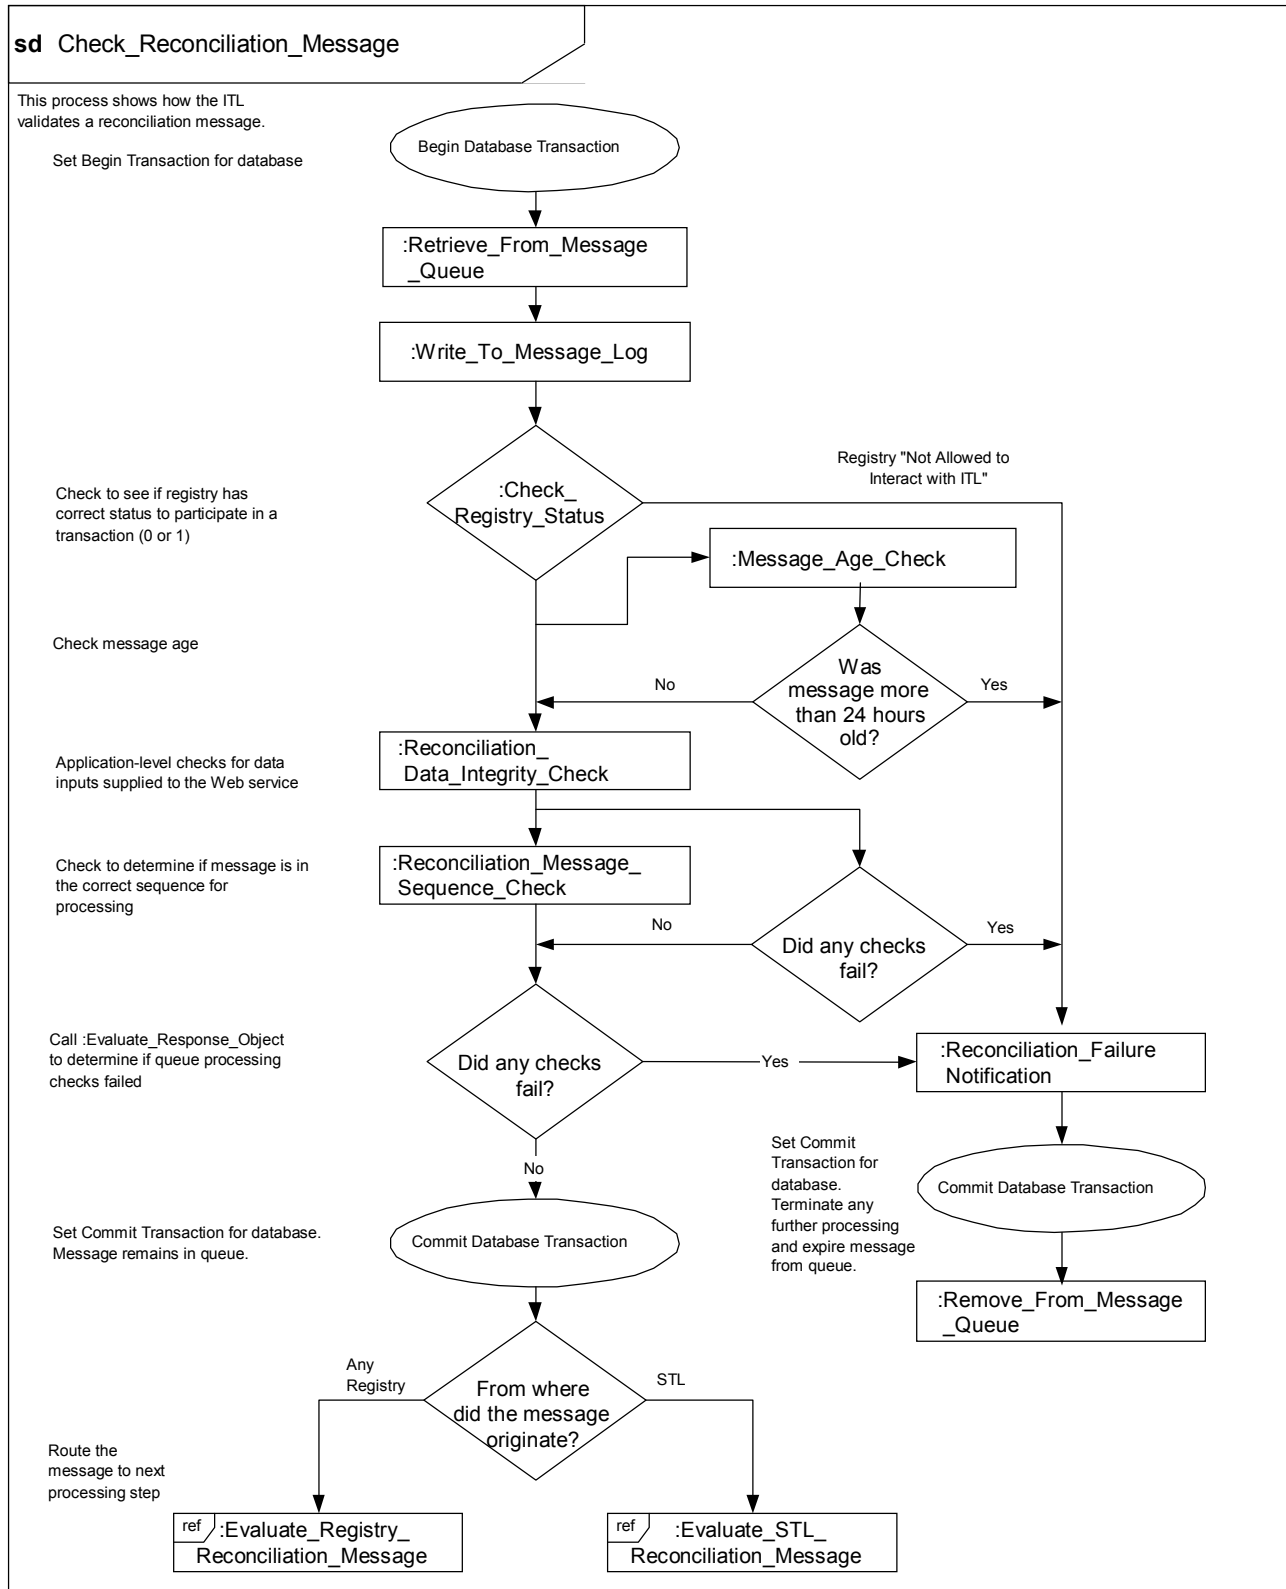 sd Check_Reconciliation_Message
This process shows how the ITL
validates a reconciliation message.
Set Begin Transaction for database
Begin Database Transaction
:Retrieve_From_Message
_Queue
:Write_To_Message_Log
Registry "Not Allowed to
Interact with ITL"
Check to see if registry has
correct status to participate in a
transaction (0 or 1)
:Check_
Registry_Status
:Message_Age_Check
Check message age
Was
message more
than 24 hours
old?
No
Yes
Application-level checks for data
inputs supplied to the Web service
:Reconciliation_
Data_Integrity_Check
Check to determine if message is in
the correct sequence for
processing
:Reconciliation_Message_
Sequence_Check
No
Did any checks
fail?
Yes
Call :Evaluate_Response_Object
to determine if queue processing
checks failed
Did any checks
fail?
Yes
:Reconciliation_Failure
Notification
No
Set Commit
Transaction for
database.
Terminate any
further processing
and expire message
from queue.
Commit Database Transaction
Set Commit Transaction for database.
Message remains in queue.
Commit Database Transaction
:Remove_From_Message
_Queue
Any
Registry
From where
did the message
originate?
STL
Route the
message to next
processing step
ref
:Evaluate_Registry_
Reconciliation_Message
ref
:Evaluate_STL_
Reconciliation_Message